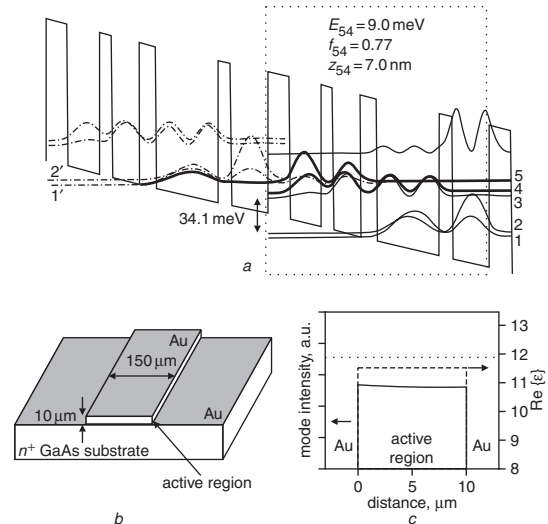 E54 = 9.0 meV
f54 = 0.77
z54 = 7.0 nm
2′
1′
34.1 meV
5
4
3
2
1
a
Au
150 μm
10 μm
Au
n+ GaAs substrate
active region
b
mode intensity, a.u.
Au
active
region
Au
0
5
10
distance, μm
13
12
11
10
9
8
Re {ε}
c